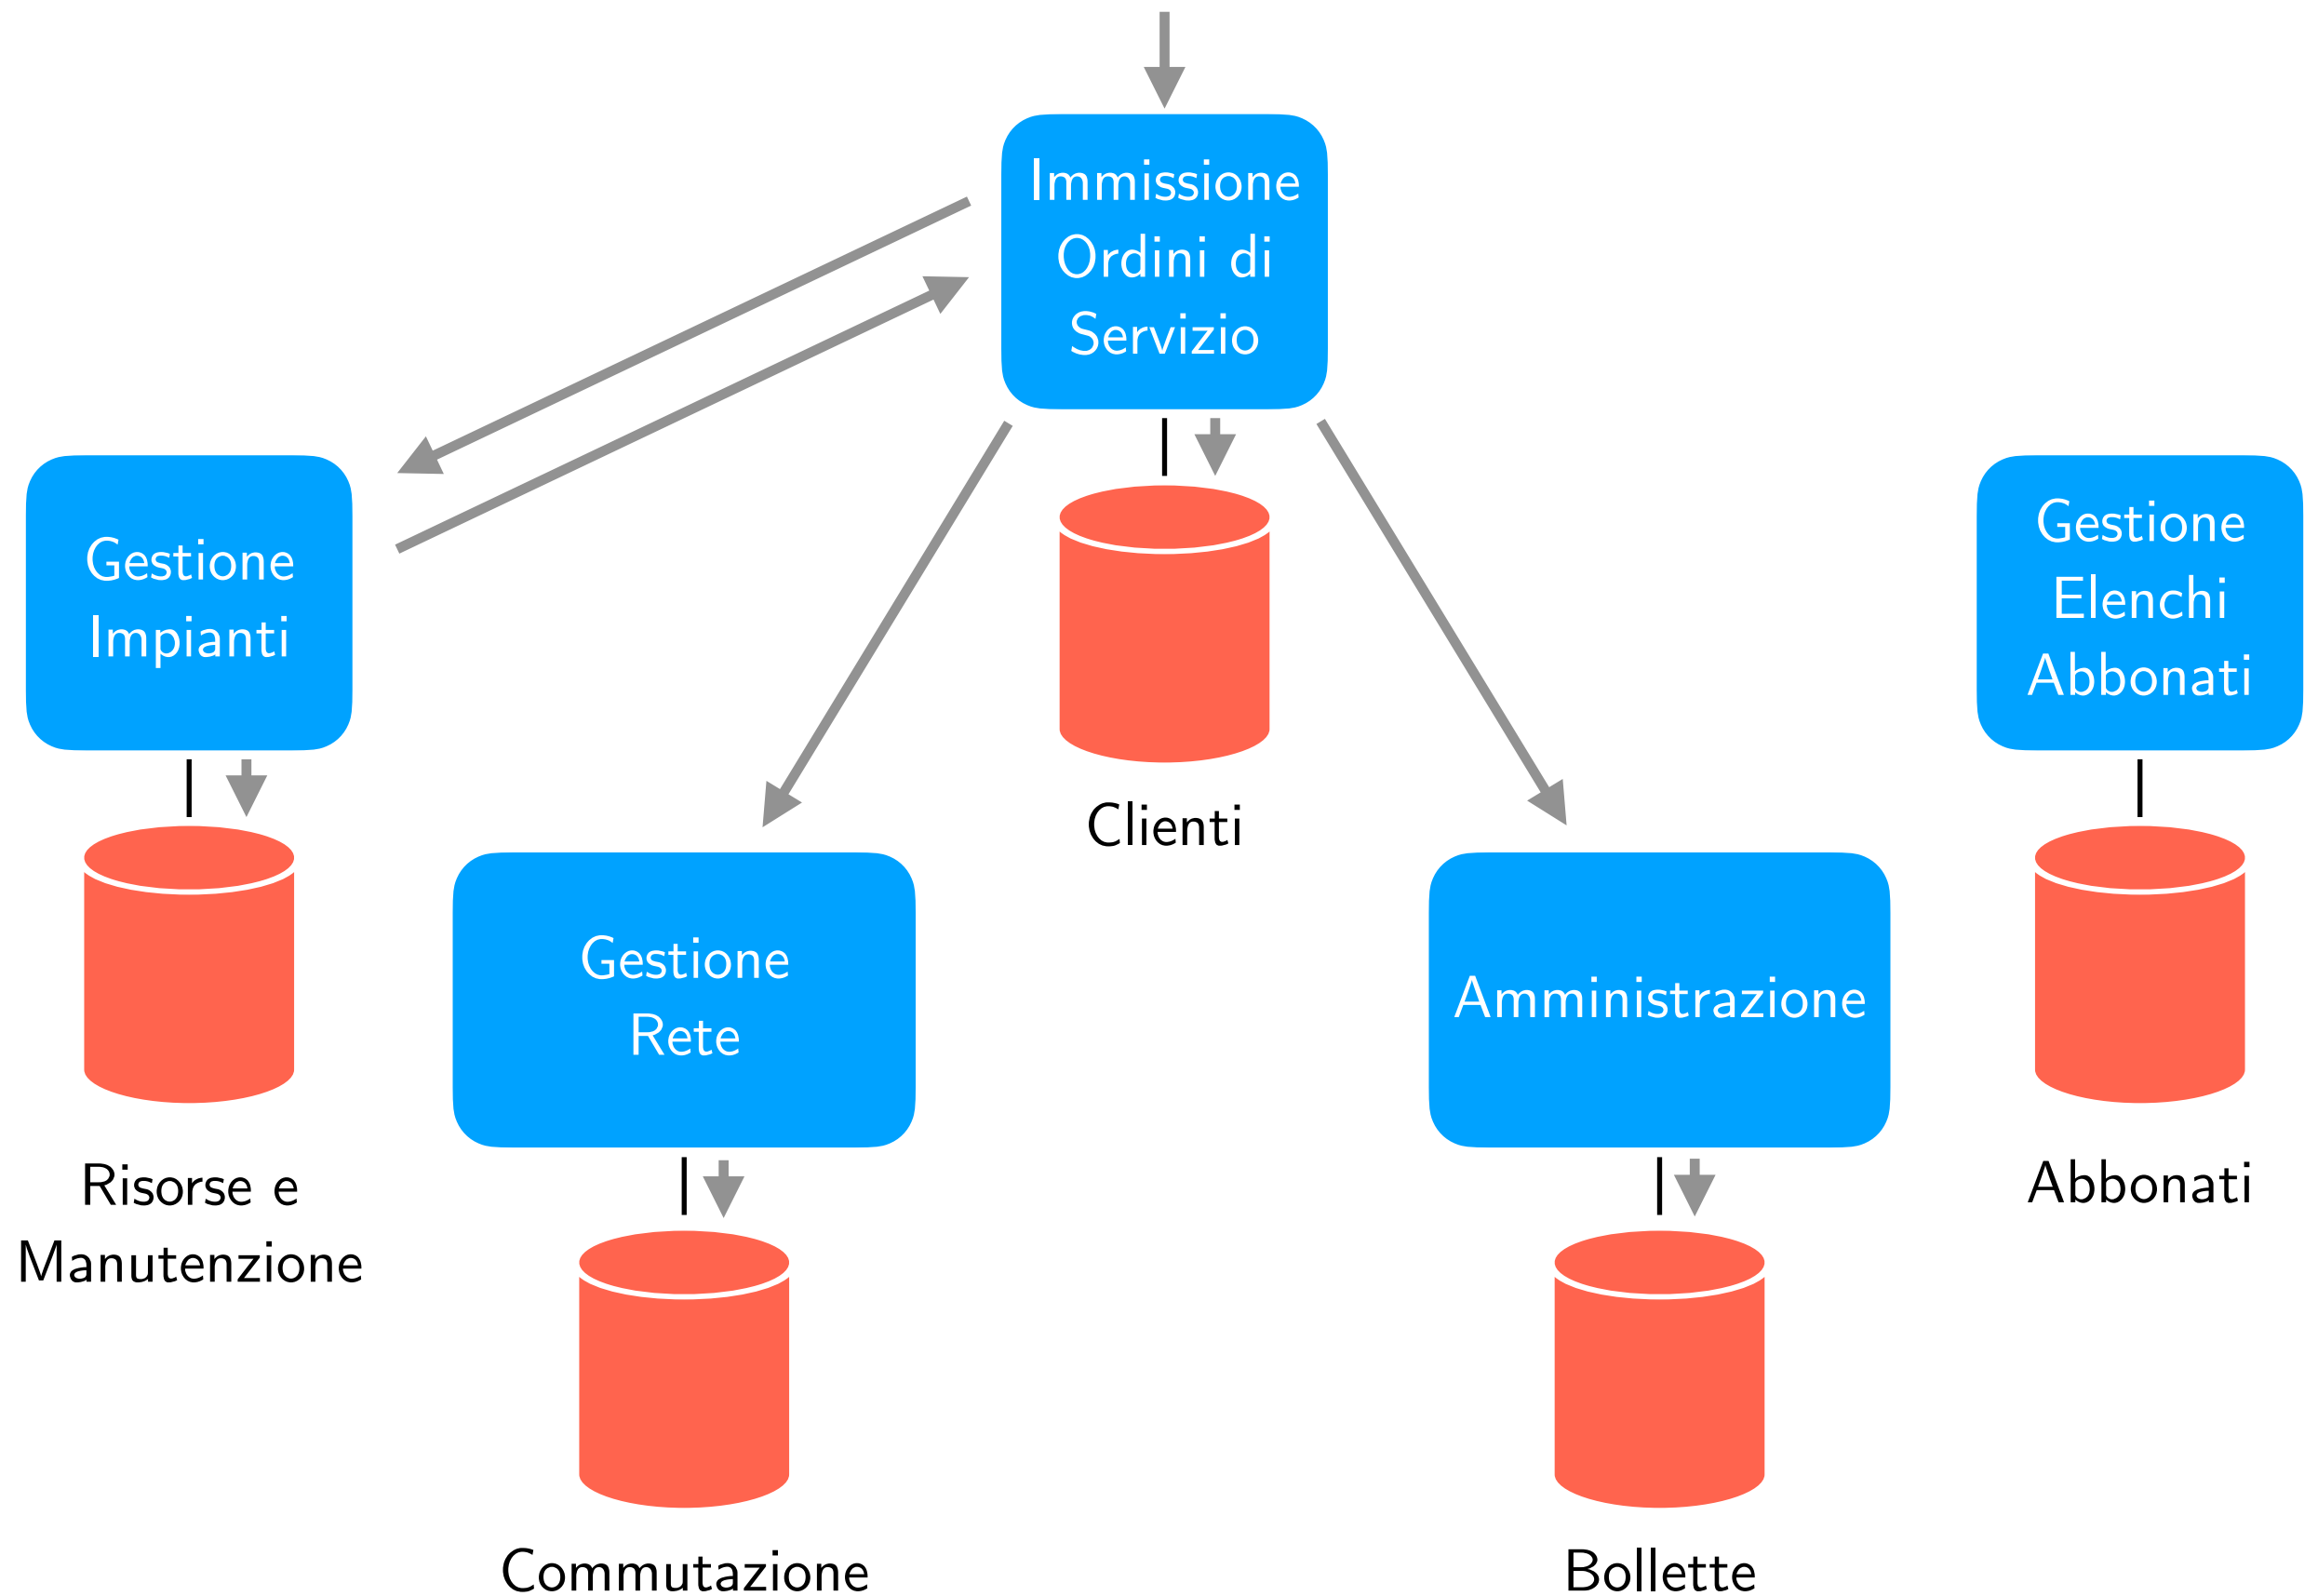 Immissione
Ordini di
Servizio
Gestione
Impianti
Gestione
Elenchi
Abbonati
Clienti
Gestione
Rete
Amministrazione
Risorse e
Manutenzione
Abbonati
Commutazione
Bollette